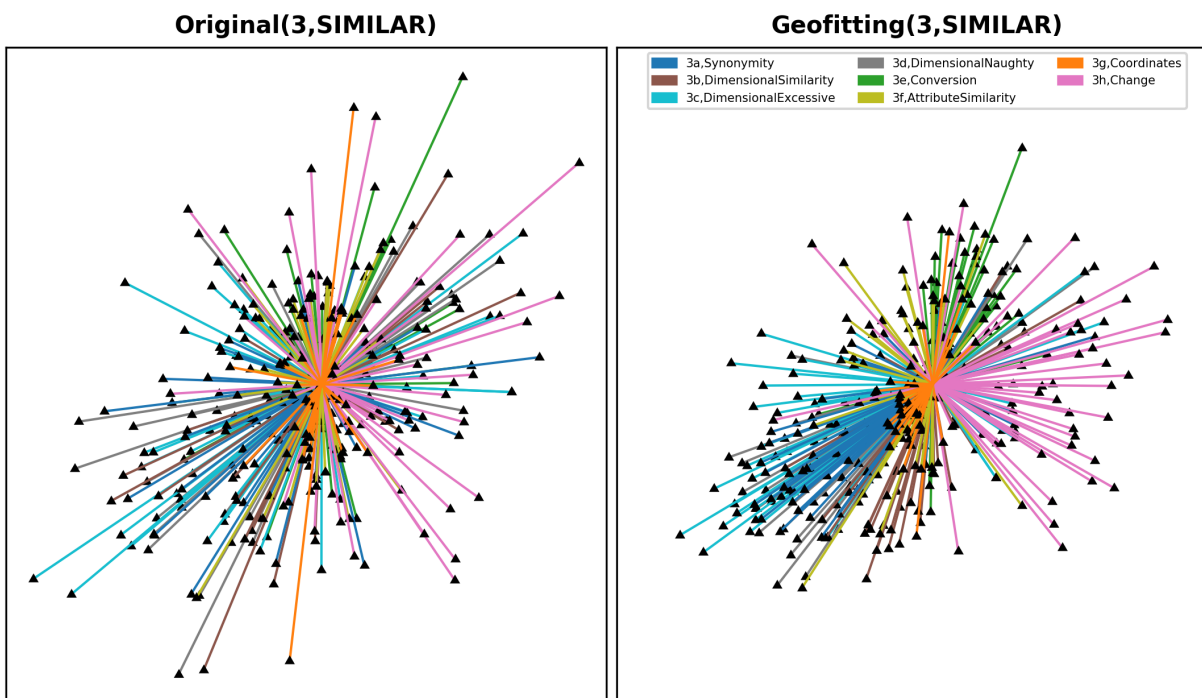 Original(3,SIMILAR)
Geofitting(3,SIMILAR)
3a,Synonymity
3b,DimensionalSimilarity
3c,DimensionalExcessive
3d,DimensionalNaughty
3e,Conversion
3f,AttributeSimilarity
3g,Coordinates
3h,Change